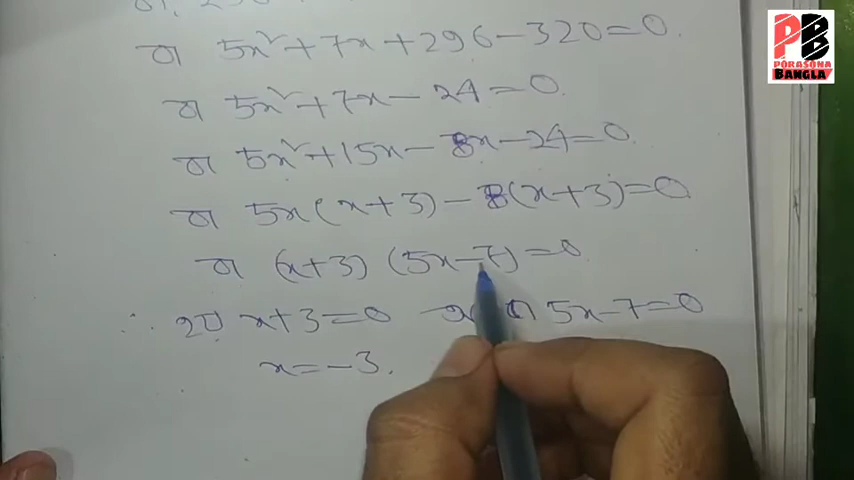 বা 5x² + 7x + 296 - 320 = 0.
বা 5x² + 7x - 24 = 0.
বা 5x² + 15x - 8x - 24 = 0
বা 5x(x + 3) - 8(x + 3) = 0
বা (x + 3) (5x - 7) = 0
∴ হয় x + 3 = 0 5x - 7 = 0
x = -3.
PB
PORASONA
BANGLA